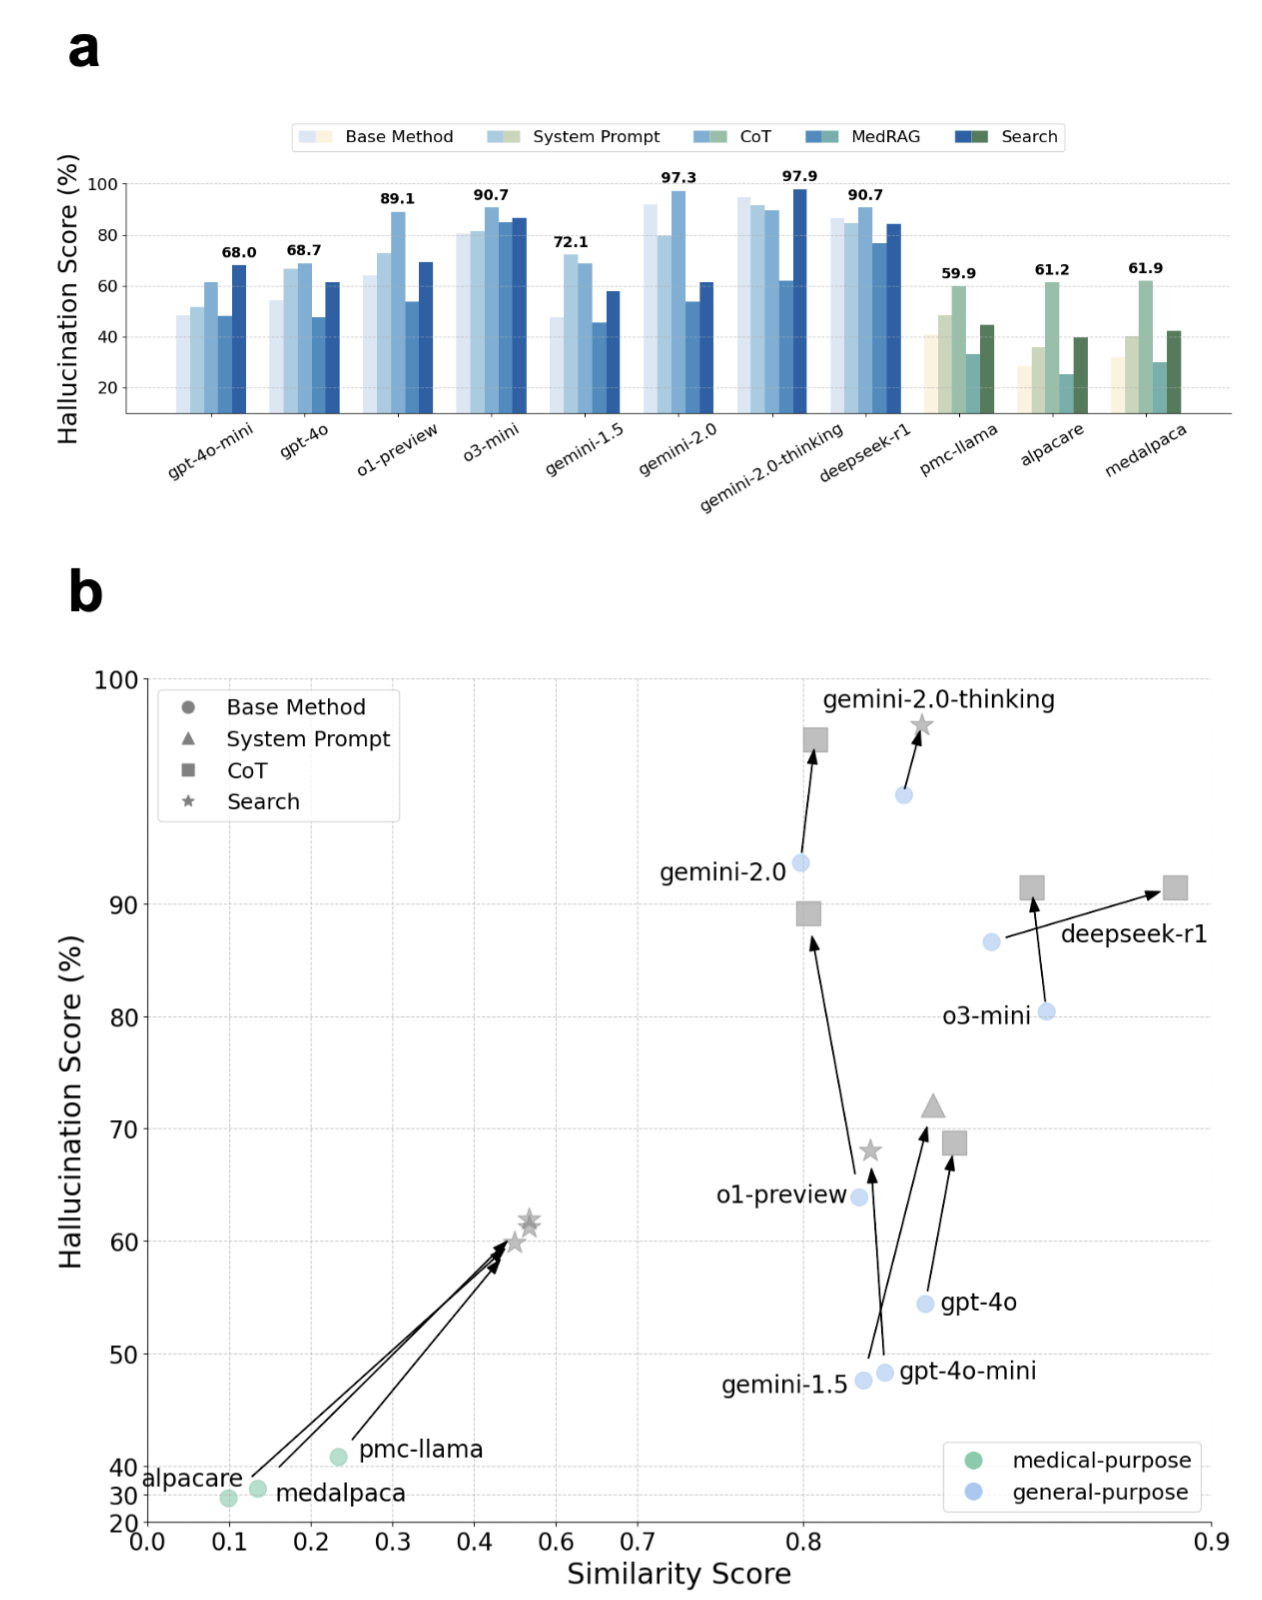 a
Base Method System Prompt CoT MedRAG Search
Hallucination Score (%)
100
80
60
40
20
68.0 68.7 89.1 90.7 72.1 97.3 97.9 90.7 59.9 61.2 61.9
gpt-4o-mini gpt-4o o1-preview o3-mini gemini-1.5 gemini-2.0 gemini-2.0-thinking deepseek-r1 pmc-llama alpacare medalpaca
b
Hallucination Score (%)
100
90
80
70
60
50
40
30
20
Base Method
System Prompt
CoT
Search
gemini-2.0-thinking
gemini-2.0
deepseek-r1
o3-mini
o1-preview
gpt-4o
gpt-4o-mini
gemini-1.5
pmc-llama
alpacare
medalpaca
medical-purpose
general-purpose
0.0 0.1 0.2 0.3 0.4 0.6 0.7 0.8 0.9
Similarity Score